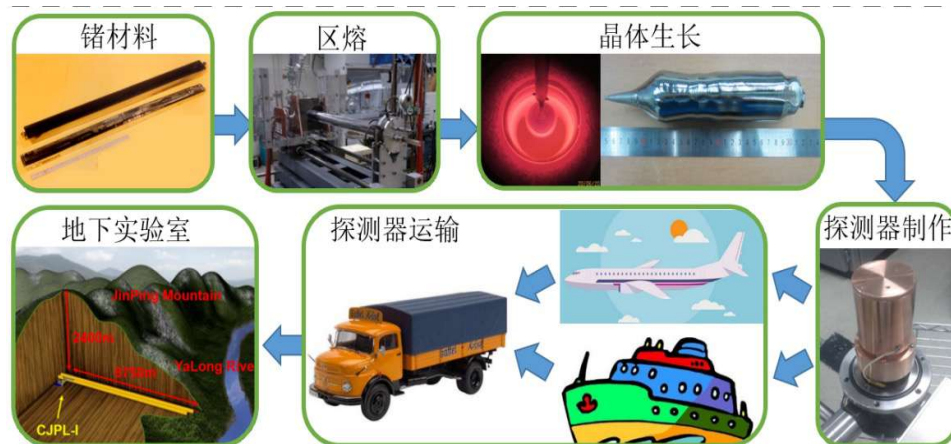 锗材料
区熔
晶体生长
地下实验室
探测器运输
探测器制作
JinPing Mountain
2400m
YaLong River
CJPL-I